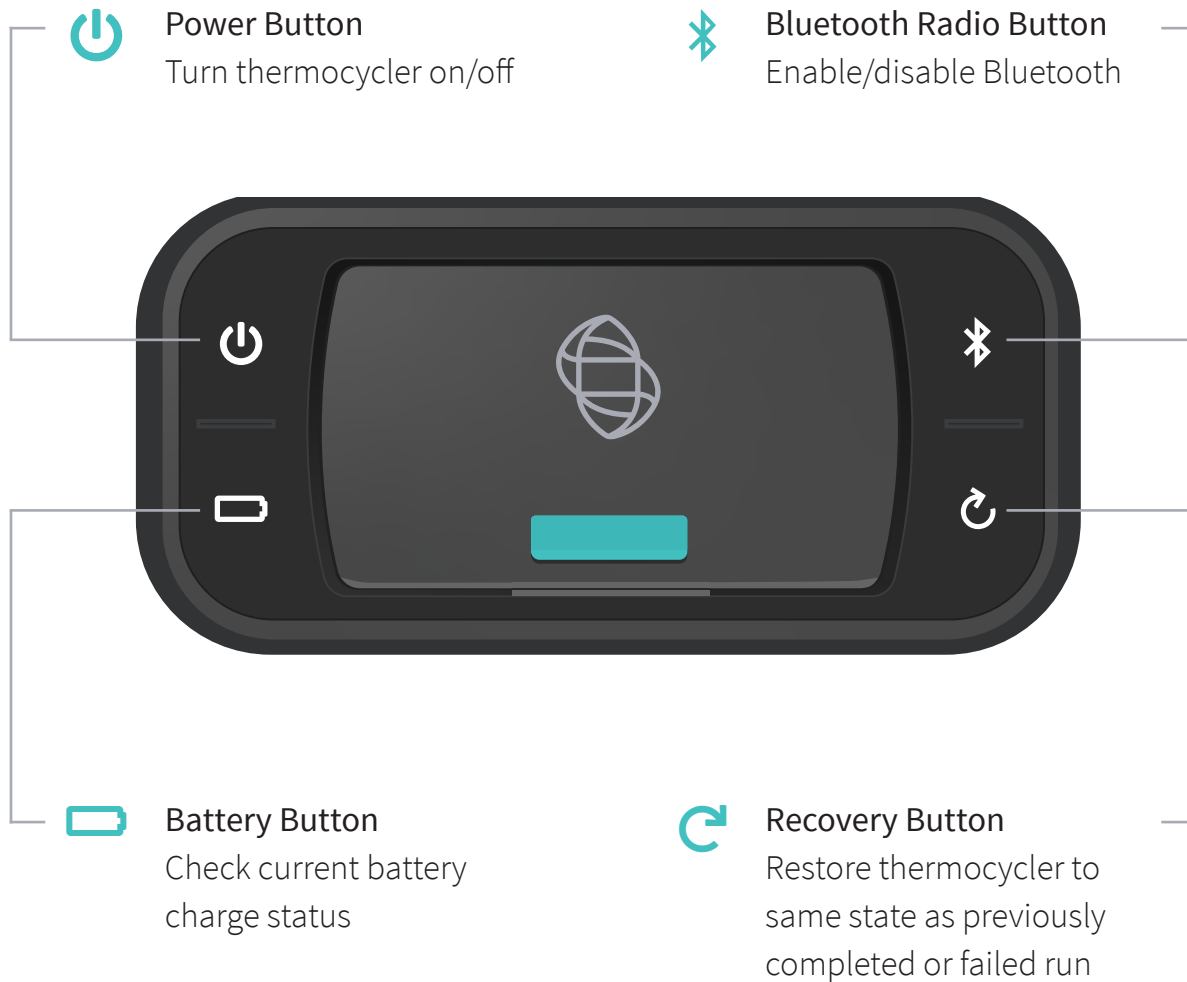 Power Button
Turn thermocycler on/off
Bluetooth Radio Button
Enable/disable Bluetooth
Battery Button
Check current battery
charge status
Recovery Button
Restore thermocycler to
same state as previously
completed or failed run